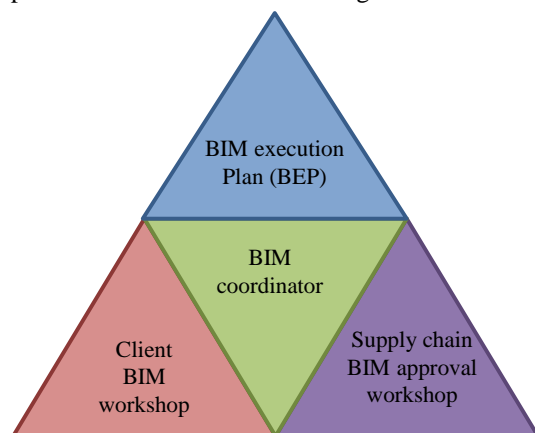 BIM execution
Plan (BEP)
BIM
coordinator
Client
BIM
workshop
Supply chain
BIM approval
workshop